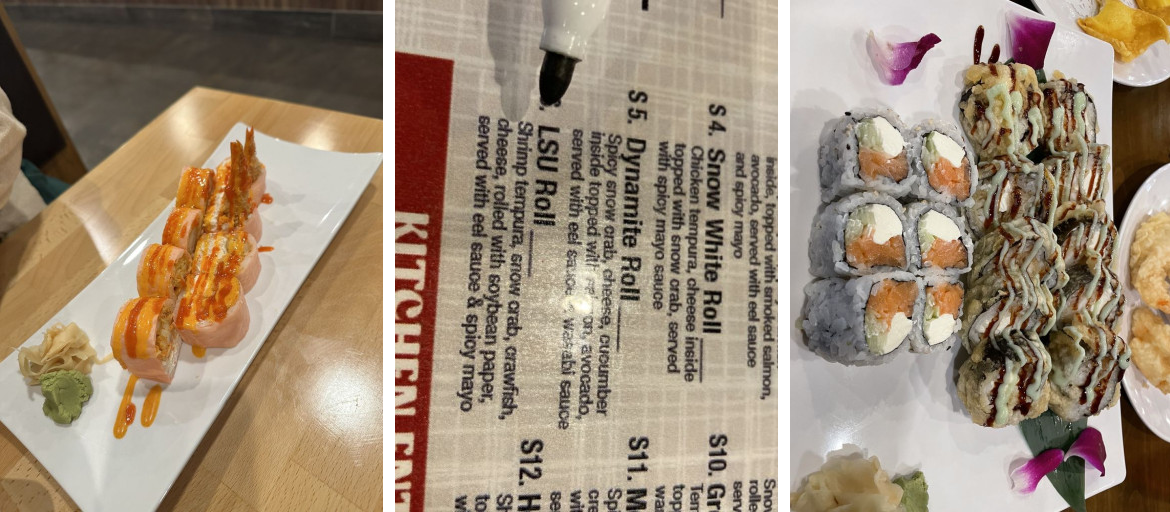 inside, topped with smoked salmon,
avocado, served with eel sauce
and spicy mayo
S 4. Snow White Roll
Chicken tempura, cheese inside
topped with snow crab, served
with spicy mayo sauce
S 5. Dynamite Roll
Spicy snow crab, cheese, cucumber
inside topped with avocado,
served with eel sauce, wasabi sauce
LSU Roll
Shrimp tempura, snow crab, crawfish,
cheese, rolled with soybean paper,
served with eel sauce & spicy mayo
S10.
S11.
S12.
KITCHEN